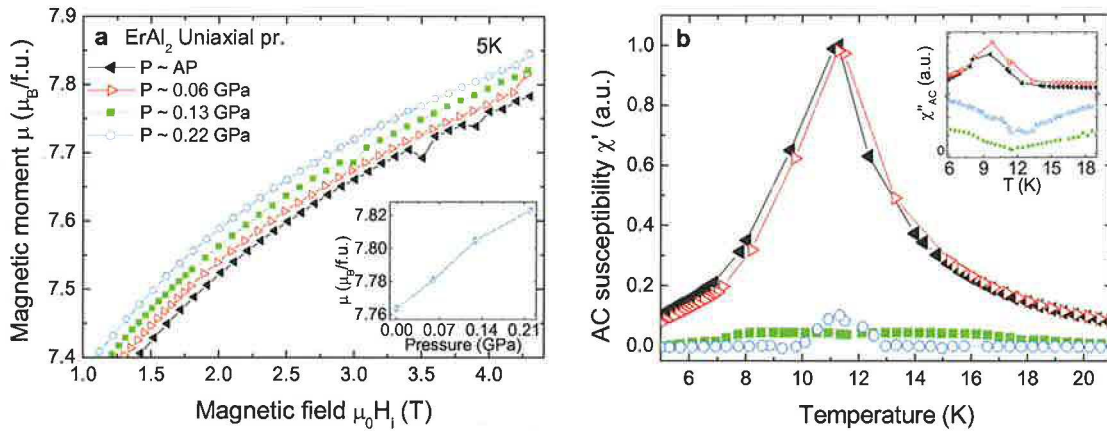 a ErAl₂ Uniaxial pr. 5K
P ~ AP
P ~ 0.06 GPa
P ~ 0.13 GPa
P ~ 0.22 GPa
Magnetic moment μ (μB/f.u.)
7.9
7.8
7.7
7.6
7.5
7.4
1.0 1.5 2.0 2.5 3.0 3.5 4.0
Magnetic field μ₀Hᵢ (T)
μ (μB/f.u.)
7.82
7.80
7.78
7.76
0.00 0.07 0.14 0.21
Pressure (GPa)
b
AC susceptibility χ' (a.u.)
1.0
0.8
0.6
0.4
0.2
0.0
6 8 10 12 14 16 18 20
Temperature (K)
χ''AC (a.u.)
0
6 9 12 15 18
T (K)